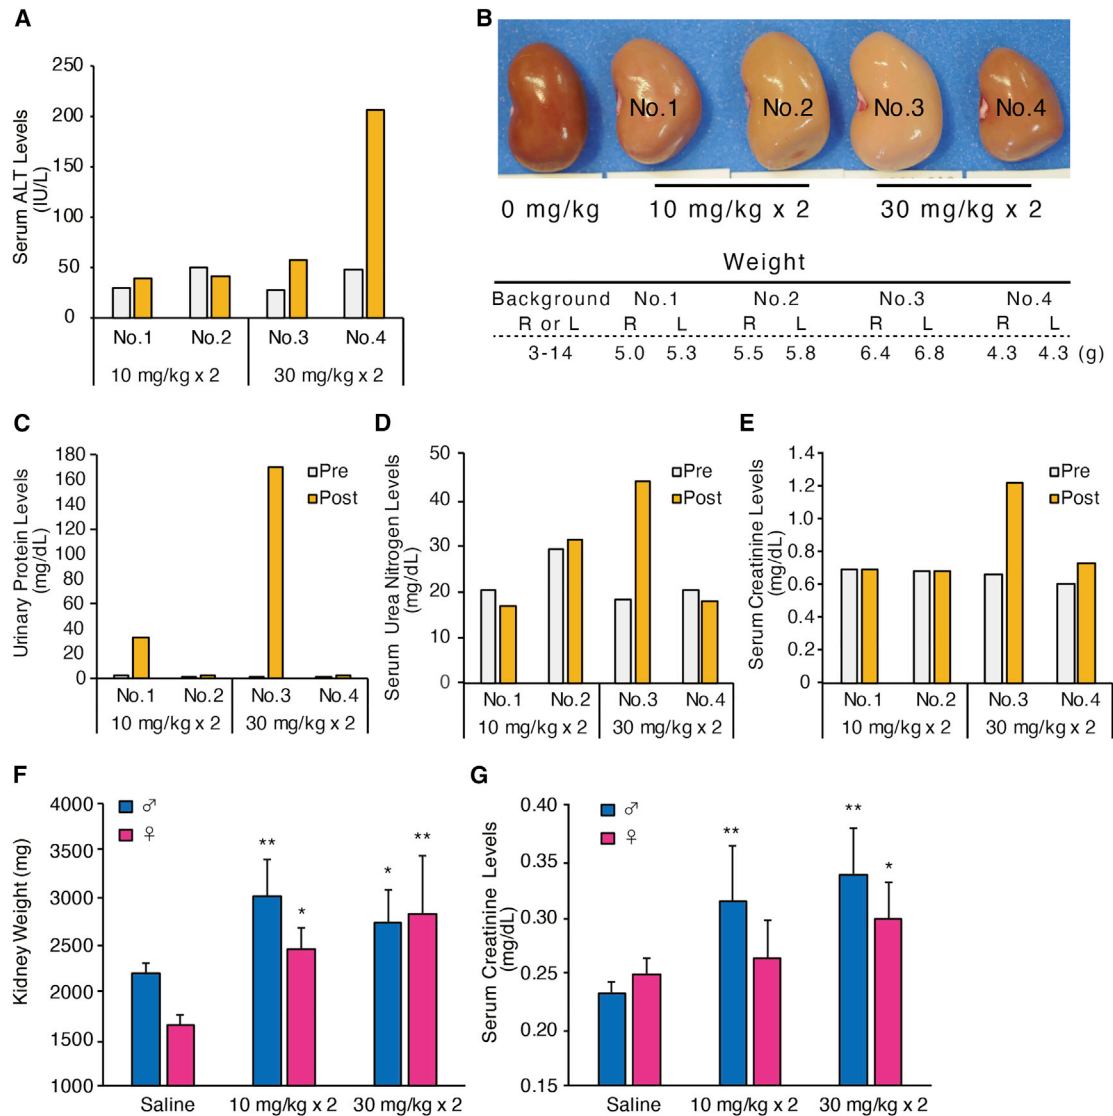 A
Serum ALT Levels
(IU/L)
250
200
150
100
50
0
No.1 No.2 No.3 No.4
10 mg/kg x 2 30 mg/kg x 2
B
No.1 No.2 No.3 No.4
0 mg/kg 10 mg/kg x 2 30 mg/kg x 2
Weight
Background No.1 No.2 No.3 No.4
R or L R L R L R L R L
3-14 5.0 5.3 5.5 5.8 6.4 6.8 4.3 4.3 (g)
C
Urinary Protein Levels
(mg/dL)
180
160
140
120
100
80
60
40
20
0
Pre
Post
No.1 No.2 No.3 No.4
10 mg/kg x 2 30 mg/kg x 2
D
Serum Urea Nitrogen Levels
(mg/dL)
50
40
30
20
10
0
Pre
Post
No.1 No.2 No.3 No.4
10 mg/kg x 2 30 mg/kg x 2
E
Serum Creatinine Levels
(mg/dL)
1.4
1.2
1.0
0.8
0.6
0.4
0.2
0
Pre
Post
No.1 No.2 No.3 No.4
10 mg/kg x 2 30 mg/kg x 2
F
Kidney Weight (mg)
4000
3500
3000
2500
2000
1500
1000
♂
♀
** * * **
Saline 10 mg/kg x 2 30 mg/kg x 2
G
Serum Creatinine Levels
(mg/dL)
0.40
0.35
0.30
0.25
0.20
0.15
♂
♀
** ** *
Saline 10 mg/kg x 2 30 mg/kg x 2